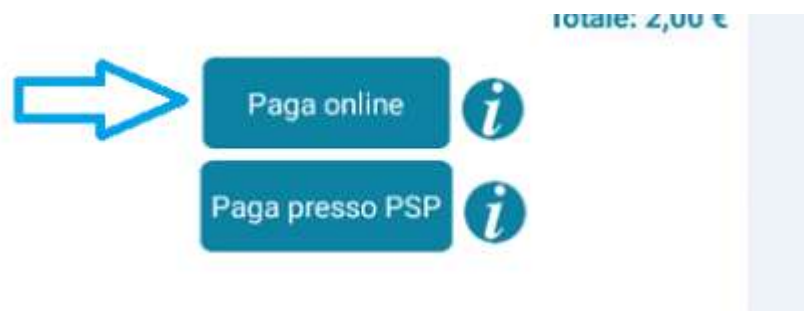 Totale: 2,00 €
Paga online
i
Paga presso PSP
i